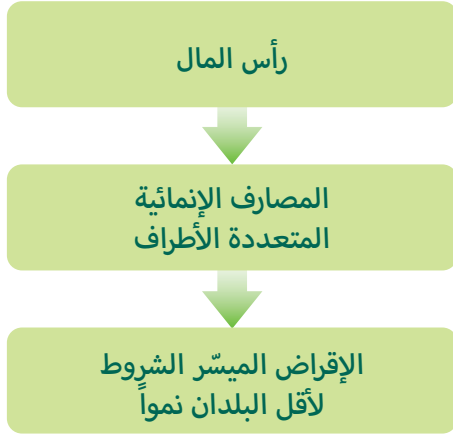 رأس المال
المصارف الإنمائية
المتعددة الأطراف
الإقراض الميسّر الشروط
لأقل البلدان نمواً